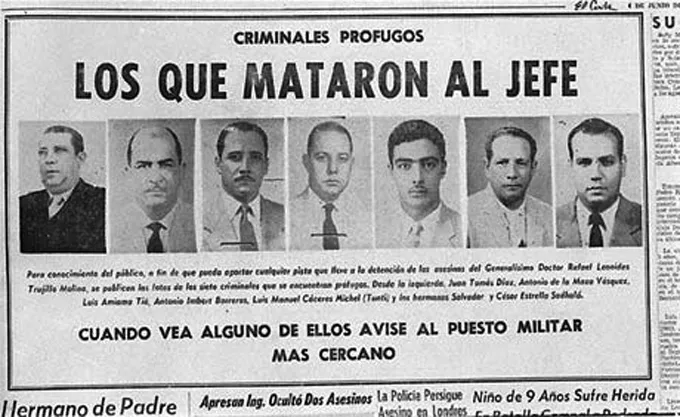 El Caribe
4 DE JUNIO DE
CRIMINALES PROFUGOS
LOS QUE MATARON AL JEFE
Para conocimiento del público, a fin de que pueda aportar cualquier pista que lleve a la detención de los asesinos del Generalísimo Doctor Rafael Leonidas
Trujillo Molina, se publican las fotos de los siete criminales que se encuentran prófugos. Desde la izquierda, Juan Tomás Díaz, Antonio de la Maza Vásquez,
Luis Amiama Tió, Antonio Imbert Barreras, Luis Manuel Cáceres Michel (Tunti) y los hermanos Salvador y César Estrella Sadhalá.
CUANDO VEA ALGUNO DE ELLOS AVISE AL PUESTO MILITAR
MAS CERCANO
Hermano de Padre
Apresan Ing. Ocultó Dos Asesinos
La Policía Persigue
Asesino en Londres
Niño de 9 Años Sufre Herida
SU